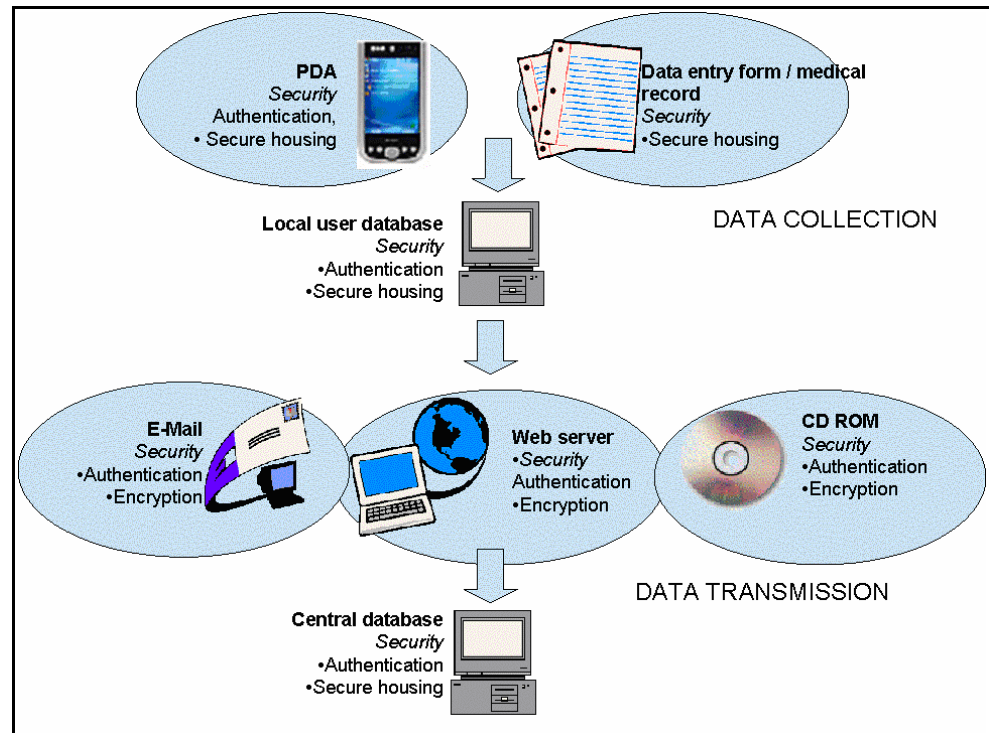 PDA
Security
Authentication,
• Secure housing
Data entry form / medical
record
Security
•Secure housing
DATA COLLECTION
Local user database
Security
•Authentication
•Secure housing
E-Mail
Security
•Authentication
•Encryption
Web server
•Security
Authentication
•Encryption
CD ROM
Security
•Authentication
•Encryption
DATA TRANSMISSION
Central database
Security
•Authentication
•Secure housing